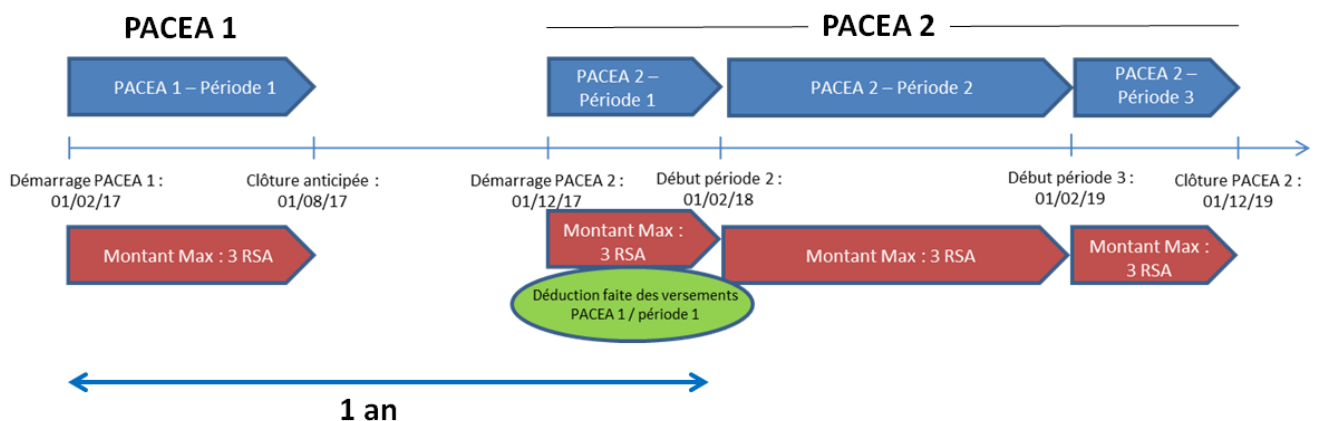 PACEA 1
PACEA 2
PACEA 1 – Période 1
PACEA 2 –
Période 1
PACEA 2 – Période 2
PACEA 2 –
Période 3
Démarrage PACEA 1 :
01/02/17
Clôture anticipée :
01/08/17
Démarrage PACEA 2 :
01/12/17
Début période 2 :
01/02/18
Début période 3 :
01/02/19
Clôture PACEA 2 :
01/12/19
Montant Max : 3 RSA
Montant Max :
3 RSA
Montant Max : 3 RSA
Montant Max :
3 RSA
Déduction faite des versements
PACEA 1 / période 1
1 an